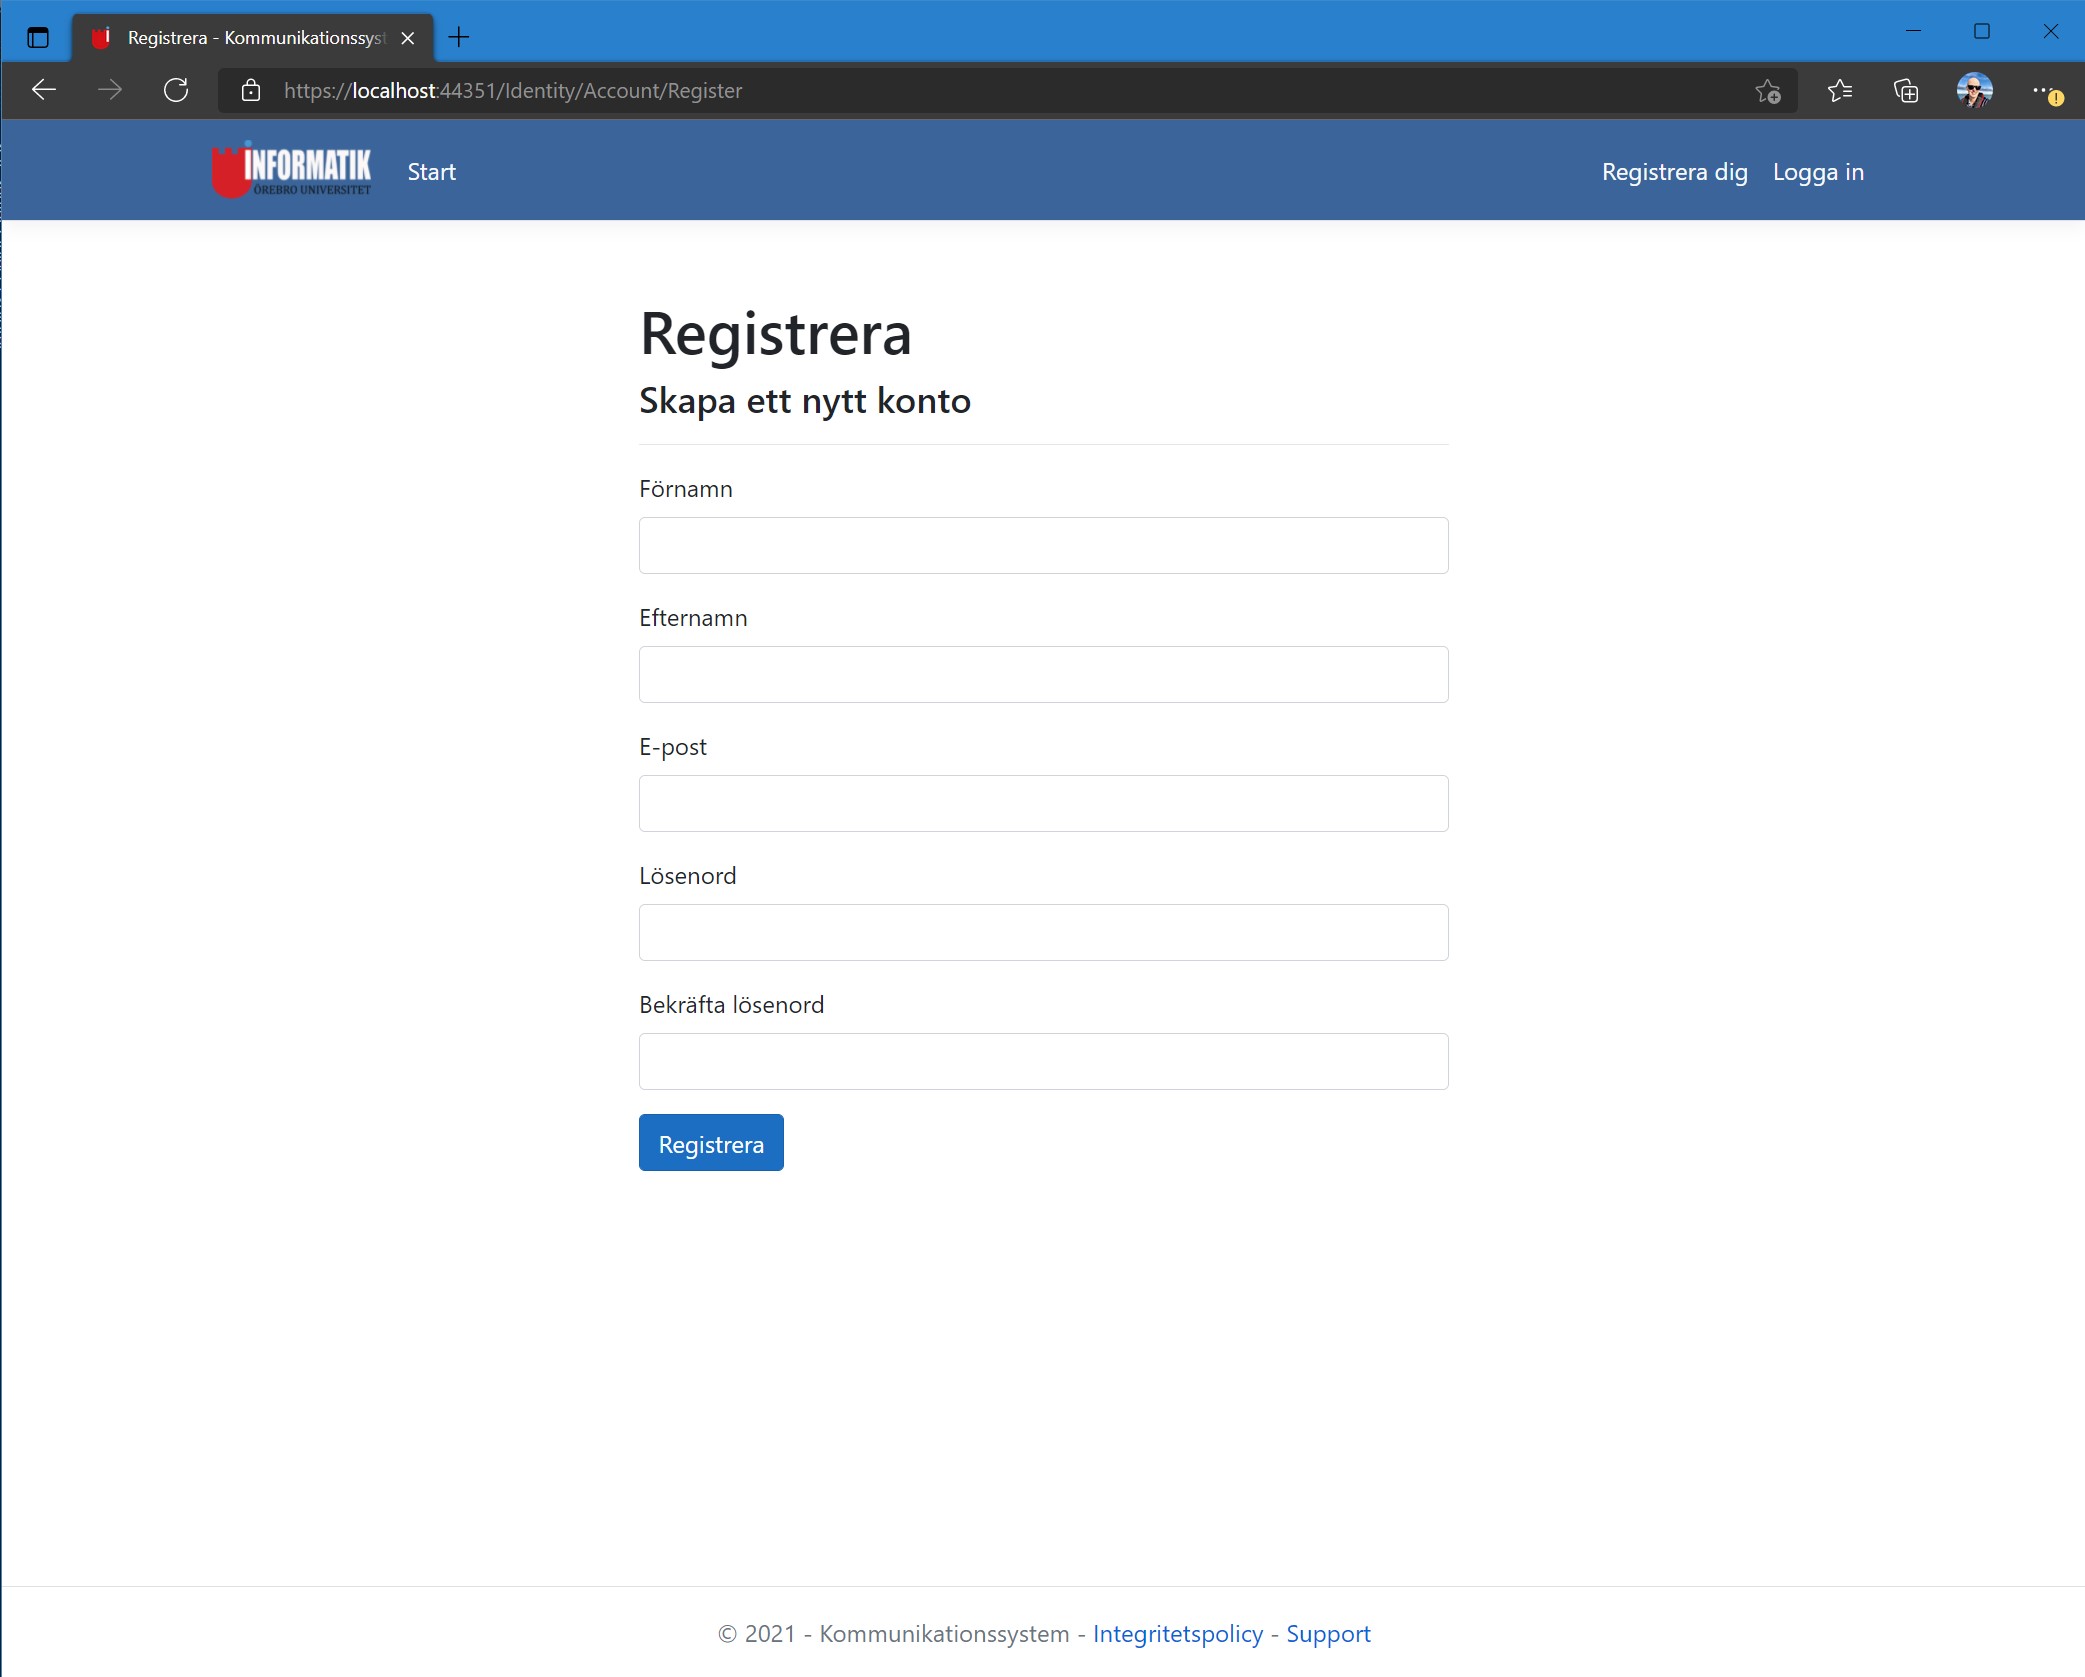 Registrera - Kommunikationssyst
https://localhost:44351/Identity/Account/Register
INFORMATIK
ÖREBRO UNIVERSITET
Start
Registrera dig
Logga in
Registrera
Skapa ett nytt konto
Förnamn
Efternamn
E-post
Lösenord
Bekräfta lösenord
Registrera
© 2021 - Kommunikationssystem - Integritetspolicy - Support